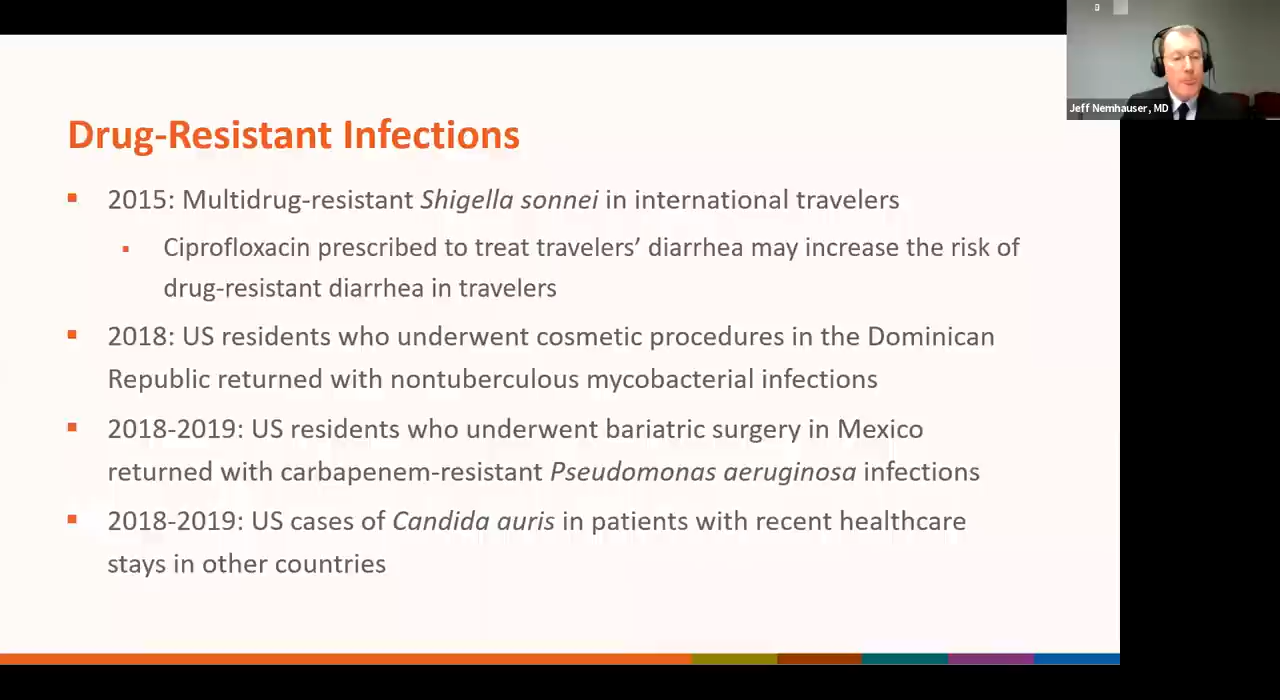 Jeff Nemhauser, MD
Drug-Resistant Infections
2015: Multidrug-resistant Shigella sonnei in international travelers
Ciprofloxacin prescribed to treat travelers’ diarrhea may increase the risk of
drug-resistant diarrhea in travelers
2018: US residents who underwent cosmetic procedures in the Dominican
Republic returned with nontuberculous mycobacterial infections
2018-2019: US residents who underwent bariatric surgery in Mexico
returned with carbapenem-resistant Pseudomonas aeruginosa infections
2018-2019: US cases of Candida auris in patients with recent healthcare
stays in other countries